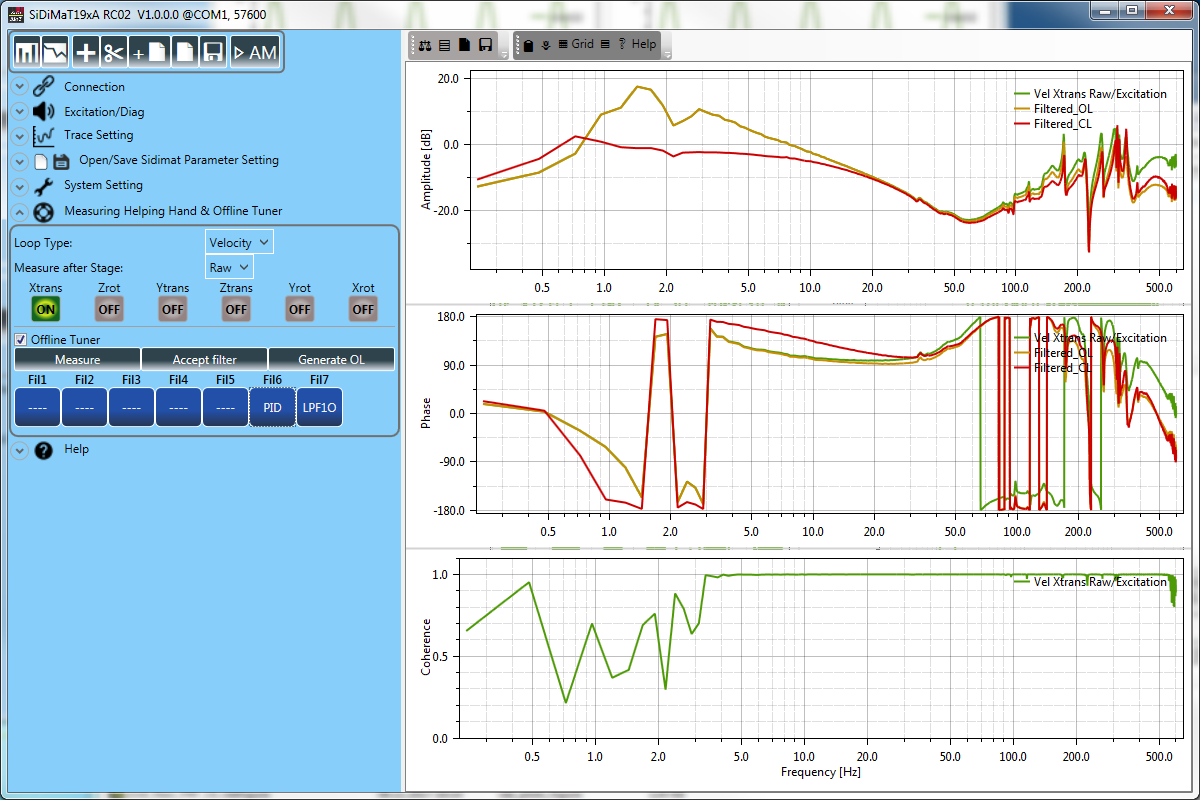 SiDiMaT19xA RC02 V1.0.0.0 @COM1, 57600
AM
Connection
Excitation/Diag
Trace Setting
Open/Save Sidimat Parameter Setting
System Setting
Measuring Helping Hand & Offline Tuner
Loop Type: Velocity
Measure after Stage: Raw
Xtrans Zrot Ytrans Ztrans Yrot Xrot
ON OFF OFF OFF OFF OFF
Offline Tuner
Measure Accept filter Generate OL
Fil1 Fil2 Fil3 Fil4 Fil5 Fil6 Fil7
---- ---- ---- ---- ---- PID LPF1O
Help
Grid ? Help
20.0
0.0
-20.0
Amplitude [dB]
Vel Xtrans Raw/Excitation
Filtered_OL
Filtered_CL
0.5 1.0 2.0 5.0 10.0 20.0 50.0 100.0 200.0 500.0
180.0
90.0
0.0
-90.0
-180.0
Phase
Vel Xtrans Raw/Excitation
Filtered_OL
Filtered_CL
0.5 1.0 2.0 5.0 10.0 20.0 50.0 100.0 200.0 500.0
1.0
0.5
0.0
Coherence
Vel Xtrans Raw/Excitation
0.5 1.0 2.0 5.0 10.0 20.0 50.0 100.0 200.0 500.0
Frequency [Hz]